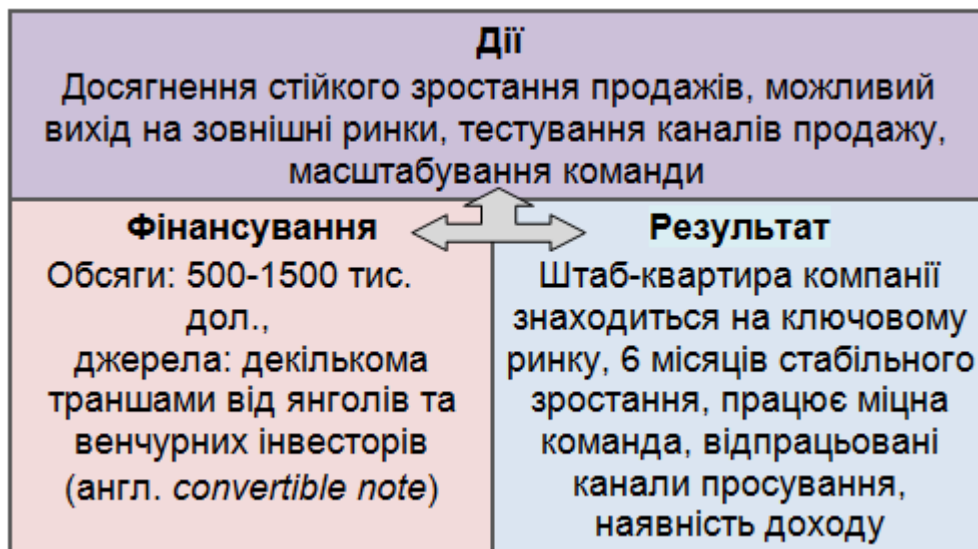 Дії
Досягнення стійкого зростання продажів, можливий
вихід на зовнішні ринки, тестування каналів продажу,
масштабування команди
Фінансування
Обсяги: 500-1500 тис.
дол.,
джерела: декількома
траншами від янголів та
венчурних інвесторів
(англ. convertible note)
Результат
Штаб-квартира компанії
знаходиться на ключовому
ринку, 6 місяців стабільного
зростання, працює міцна
команда, відпрацьовані
канали просування,
наявність доходу